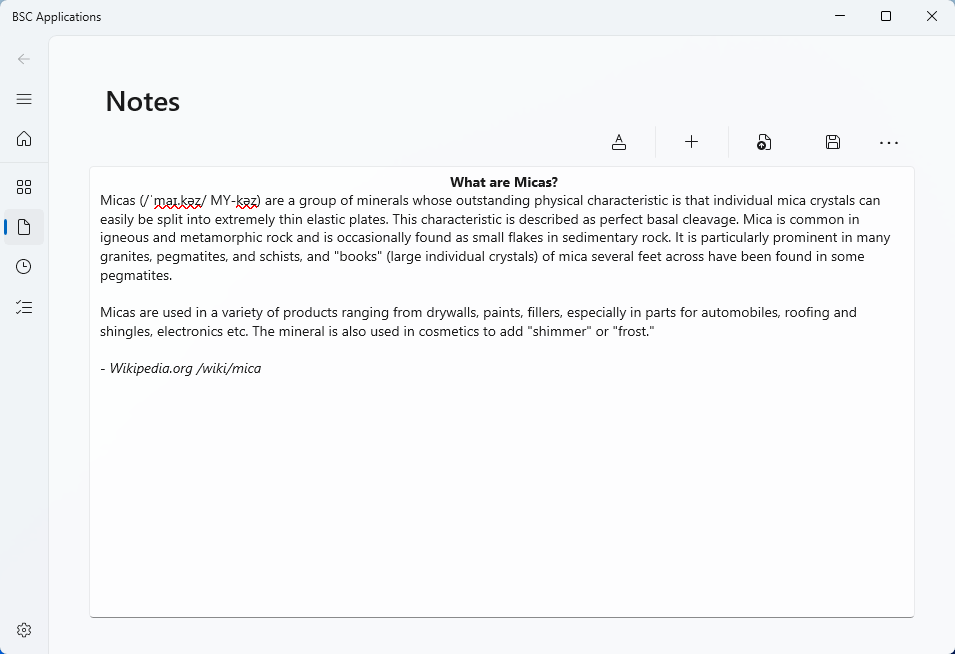 BSC Applications
Notes
What are Micas?
Micas (/ˈmaɪkəz/ MY-kəz) are a group of minerals whose outstanding physical characteristic is that individual mica crystals can
easily be split into extremely thin elastic plates. This characteristic is described as perfect basal cleavage. Mica is common in
igneous and metamorphic rock and is occasionally found as small flakes in sedimentary rock. It is particularly prominent in many
granites, pegmatites, and schists, and "books" (large individual crystals) of mica several feet across have been found in some
pegmatites.
Micas are used in a variety of products ranging from drywalls, paints, fillers, especially in parts for automobiles, roofing and
shingles, electronics etc. The mineral is also used in cosmetics to add "shimmer" or "frost."
- Wikipedia.org /wiki/mica